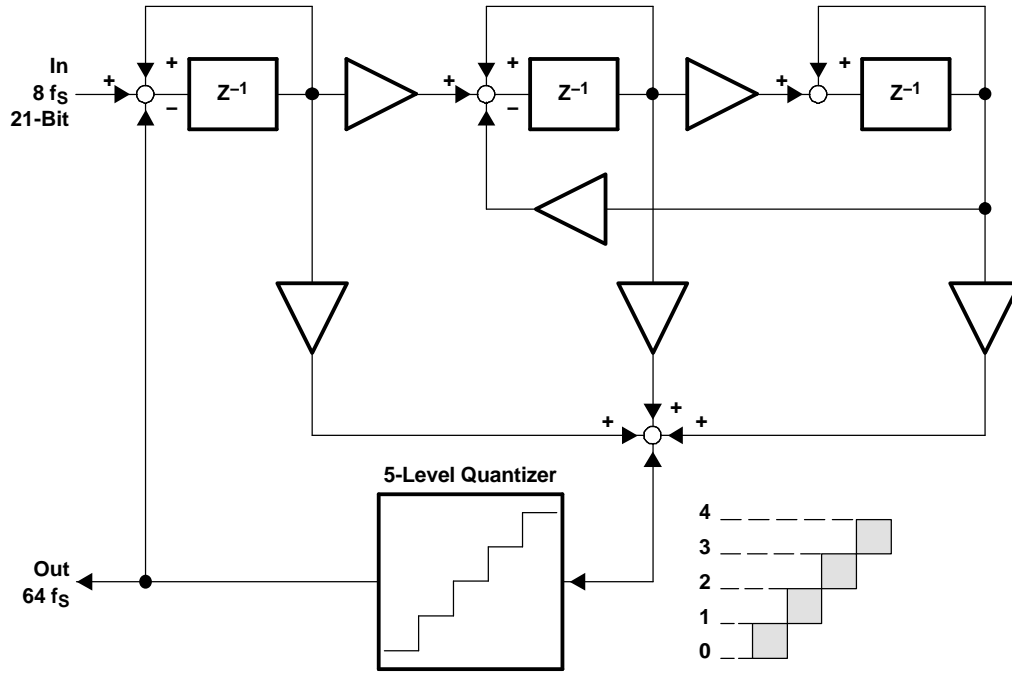 In
8 fS
21-Bit
+ + − Z–1
+ + − Z–1
+ + Z–1
+ + +
5-Level Quantizer
Out
64 fS
4
3
2
1
0